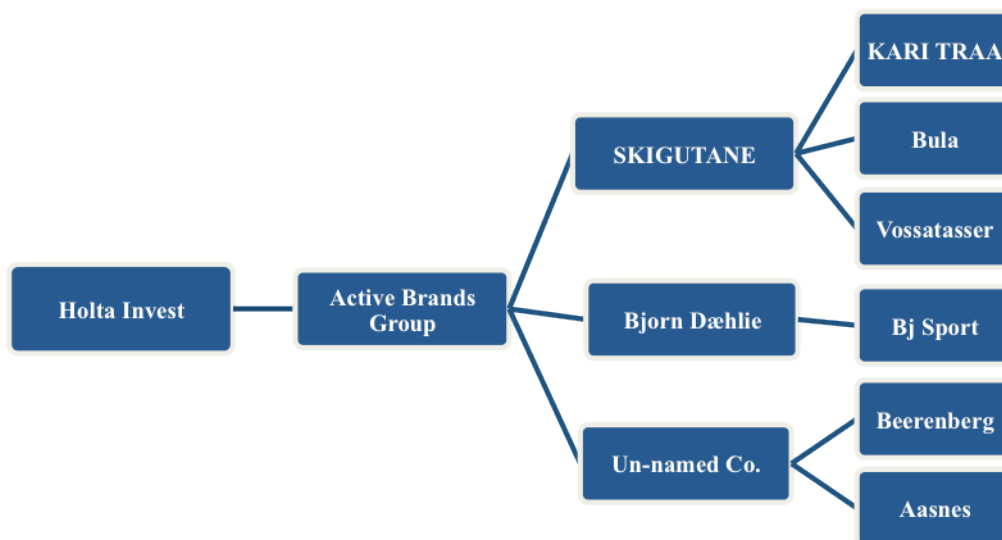 KARI TRAA
Bula
SKIGUTANE
Vossatasser
Holta Invest
Active Brands
Group
Bjorn Dæhlie
Bj Sport
Beerenberg
Un-named Co.
Aasnes